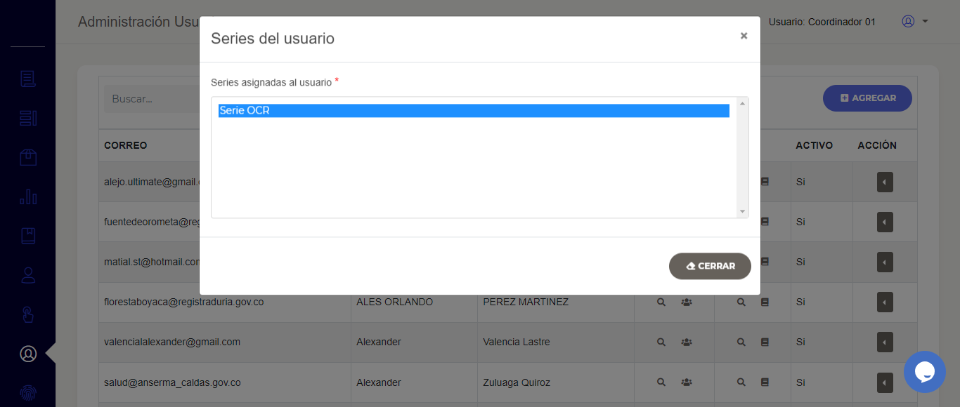 Administración Usu
Usuario: Coordinador 01
Series del usuario
×
Series asignadas al usuario *
Serie OCR
CERRAR
Buscar...
AGREGAR
CORREO
ACTIVO
ACCIÓN
alejo.ultimate@gmail.
Si
fuentedeorometa@reg
Si
matial.st@hotmail.con
Si
florestaboyaca@registraduria.gov.co ALES ORLANDO PEREZ MARTINEZ Si
valencialalexander@gmail.com Alexander Valencia Lastre Si
salud@anserma_caldas.gov.co Alexander Zuluaga Quiroz Si